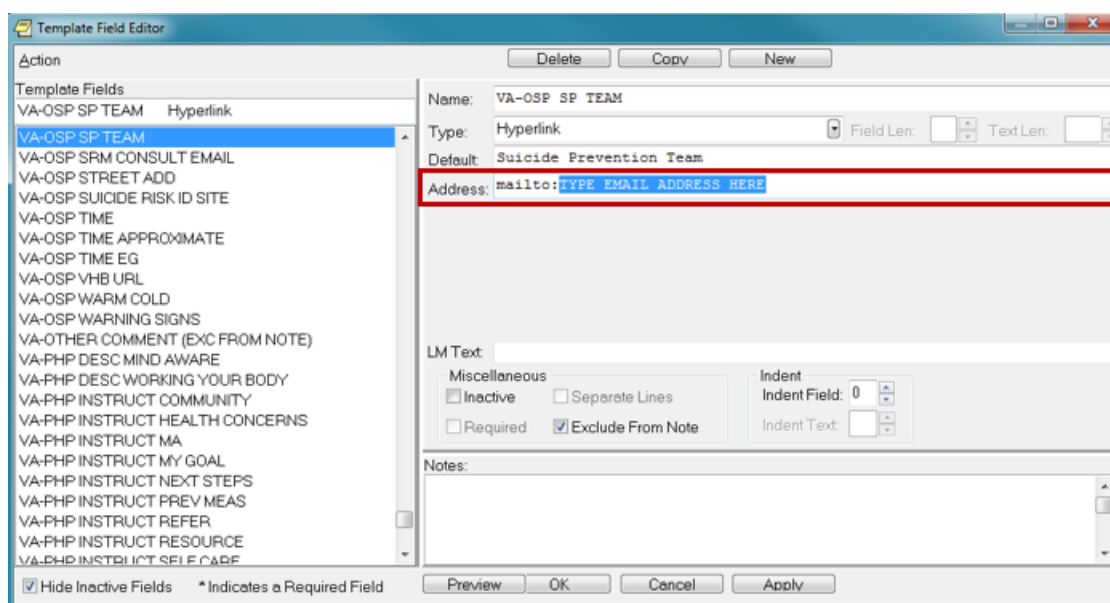 Template Field Editor
Action
Delete Copy New
Template Fields
VA-OSP SP TEAM Hyperlink
VA-OSP SP TEAM
VA-OSP SRM CONSULT EMAIL
VA-OSP STREET ADD
VA-OSP SUICIDE RISK ID SITE
VA-OSP TIME
VA-OSP TIME APPROXIMATE
VA-OSP TIME EG
VA-OSP VHB URL
VA-OSP WARM COLD
VA-OSP WARNING SIGNS
VA-OTHER COMMENT (EXC FROM NOTE)
VA-PHP DESC MIND AWARE
VA-PHP DESC WORKING YOUR BODY
VA-PHP INSTRUCT COMMUNITY
VA-PHP INSTRUCT HEALTH CONCERNS
VA-PHP INSTRUCT MA
VA-PHP INSTRUCT MY GOAL
VA-PHP INSTRUCT NEXT STEPS
VA-PHP INSTRUCT PREV MEAS
VA-PHP INSTRUCT REFER
VA-PHP INSTRUCT RESOURCE
VA-PHP INSTRUCT SELF CARE
Name: VA-OSP SP TEAM
Type: Hyperlink Field Len: Text Len:
Default: Suicide Prevention Team
Address: mailto:TYPE EMAIL ADDRESS HERE
LM Text:
Miscellaneous
Inactive Separate Lines
Required Exclude From Note
Indent
Indent Field: 0
Indent Text:
Notes:
Hide Inactive Fields * Indicates a Required Field
Preview OK Cancel Apply